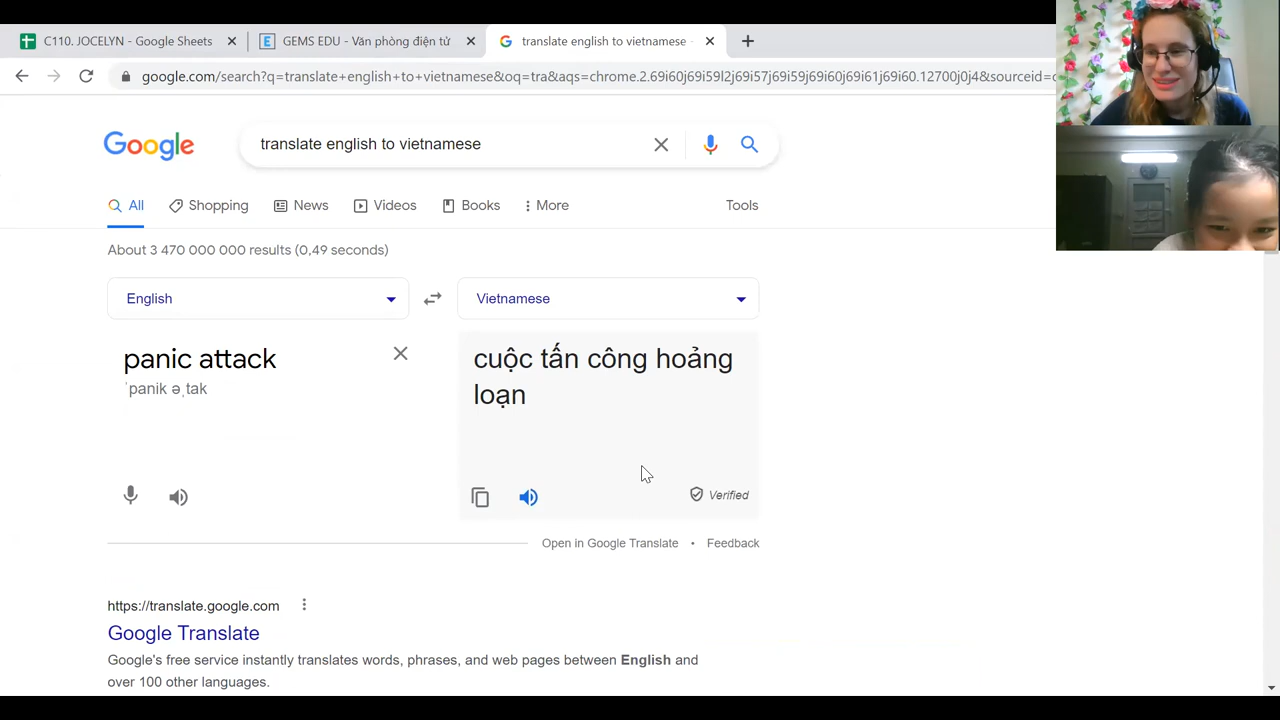 C110. JOCELYN - Google Sheets
GEMS EDU - Văn phòng điện tử
translate english to vietnamese -
google.com/search?q=translate+english+to+vietnamese&oq=tra&aqs=chrome.2.69i60j69i59l2j69i57j69i59j69i60j69i61j69i60.12700j0j4&sourceid=c
Google
translate english to vietnamese
All Shopping News Videos Books More Tools
About 3 470 000 000 results (0,49 seconds)
English Vietnamese
panic attack
ˈpanik əˌtak
cuộc tấn công hoảng
loạn
Verified
Open in Google Translate • Feedback
https://translate.google.com
Google Translate
Google's free service instantly translates words, phrases, and web pages between English and
over 100 other languages.